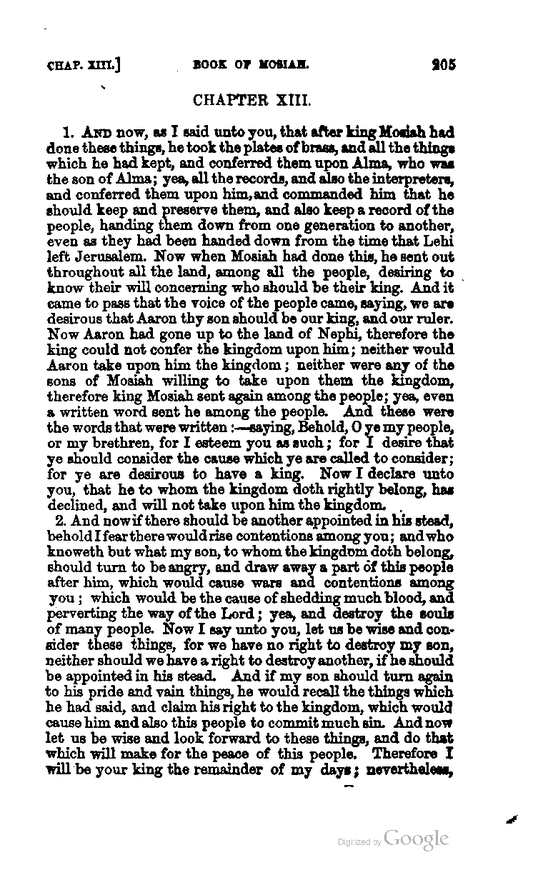 CHAP. XIII.] BOOK OF MOSIAH. 205
CHAPTER XIII.
1. AND now, as I said unto you, that after king Mosiah had
done these things, he took the plates of brass, and all the things
which he had kept, and conferred them upon Alma, who was
the son of Alma; yea, all the records, and also the interpreters,
and conferred them upon him, and commanded him that he
should keep and preserve them, and also keep a record of the
people, handing them down from one generation to another,
even as they had been handed down from the time that Lehi
left Jerusalem. Now when Mosiah had done this, he sent out
throughout all the land, among all the people, desiring to
know their will concerning who should be their king. And it
came to pass that the voice of the people came, saying, we are
desirous that Aaron thy son should be our king, and our ruler.
Now Aaron had gone up to the land of Nephi, therefore the
king could not confer the kingdom upon him; neither would
Aaron take upon him the kingdom; neither were any of the
sons of Mosiah willing to take upon them the kingdom,
therefore king Mosiah sent again among the people; yea, even
a written word sent he among the people. And these were
the words that were written:—saying, Behold, O ye my people,
or my brethren, for I esteem you as such; for I desire that
ye should consider the cause which ye are called to consider;
for ye are desirous to have a king. Now I declare unto
you, that he to whom the kingdom doth rightly belong, has
declined, and will not take upon him the kingdom.
2. And now if there should be another appointed in his stead,
behold I fear there would rise contentions among you; and who
knoweth but what my son, to whom the kingdom doth belong,
should turn to be angry, and draw away a part of this people
after him, which would cause wars and contentions among
you; which would be the cause of shedding much blood, and
perverting the way of the Lord; yea, and destroy the souls
of many people. Now I say unto you, let us be wise and con-
sider these things, for we have no right to destroy my son,
neither should we have a right to destroy another, if he should
be appointed in his stead. And if my son should turn again
to his pride and vain things, he would recall the things which
he had said, and claim his right to the kingdom, which would
cause him and also this people to commit much sin. And now
let us be wise and look forward to these things, and do that
which will make for the peace of this people. Therefore I
will be your king the remainder of my days; nevertheless,
Digitized by Google